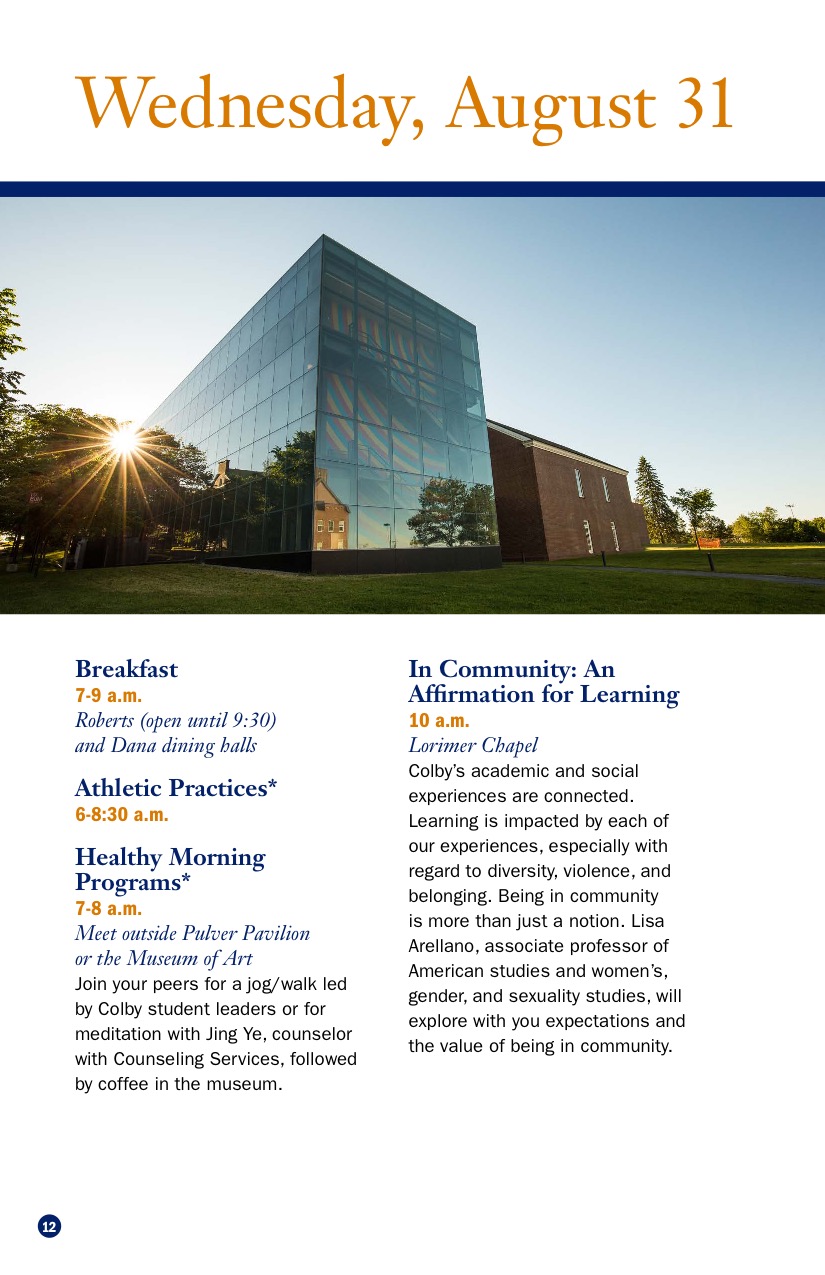 Wednesday, August 31
Breakfast
7-9 a.m.
Roberts (open until 9:30)
and Dana dining halls
Athletic Practices*
6-8:30 a.m.
Healthy Morning
Programs*
7-8 a.m.
Meet outside Pulver Pavilion
or the Museum of Art
Join your peers for a jog/walk led
by Colby student leaders or for
meditation with Jing Ye, counselor
with Counseling Services, followed
by coffee in the museum.
In Community: An
Affirmation for Learning
10 a.m.
Lorimer Chapel
Colby’s academic and social
experiences are connected.
Learning is impacted by each of
our experiences, especially with
regard to diversity, violence, and
belonging. Being in community
is more than just a notion. Lisa
Arellano, associate professor of
American studies and women’s,
gender, and sexuality studies, will
explore with you expectations and
the value of being in community.
12